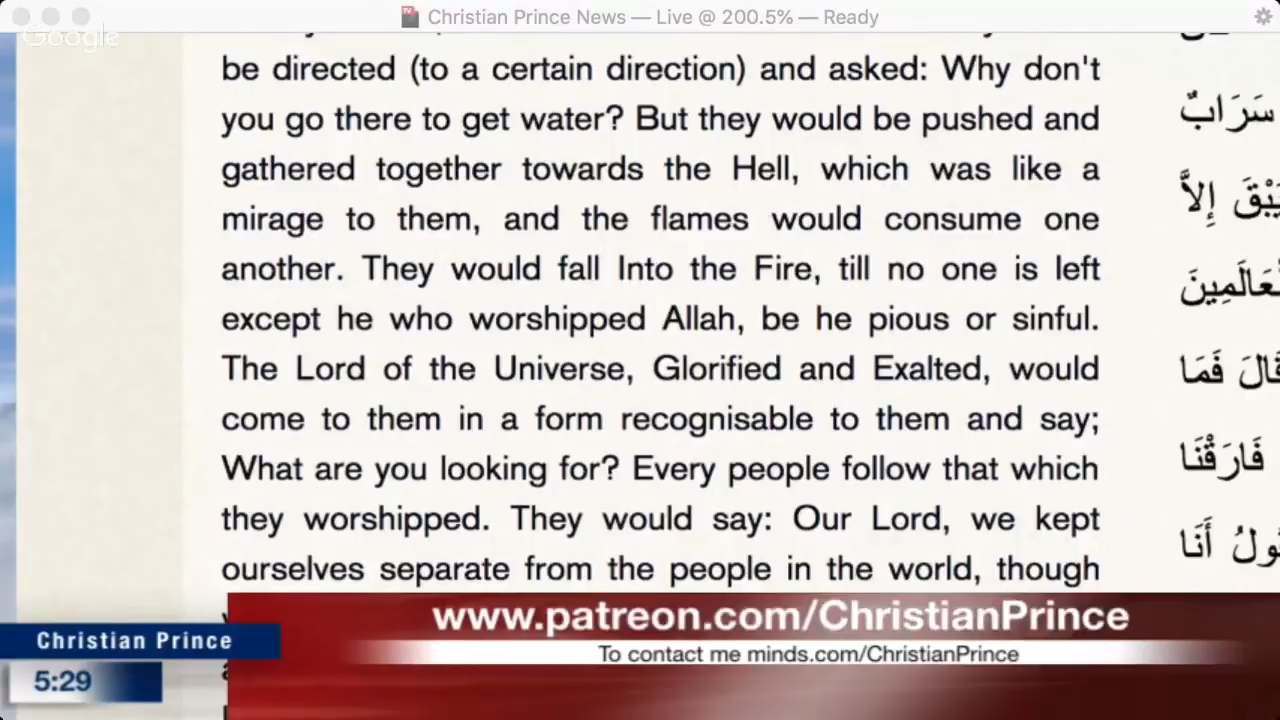 Christian Prince News — Live @ 200.5% — Ready
Google
be directed (to a certain direction) and asked: Why don't
you go there to get water? But they would be pushed and
gathered together towards the Hell, which was like a
mirage to them, and the flames would consume one
another. They would fall Into the Fire, till no one is left
except he who worshipped Allah, be he pious or sinful.
The Lord of the Universe, Glorified and Exalted, would
come to them in a form recognisable to them and say;
What are you looking for? Every people follow that which
they worshipped. They would say: Our Lord, we kept
ourselves separate from the people in the world, though
سَرَابٌ
إِلاَّ
قَالَ فَمَا
فَارَقْنَا
أَنَا
www.patreon.com/ChristianPrince
To contact me minds.com/ChristianPrince
Christian Prince
5:29